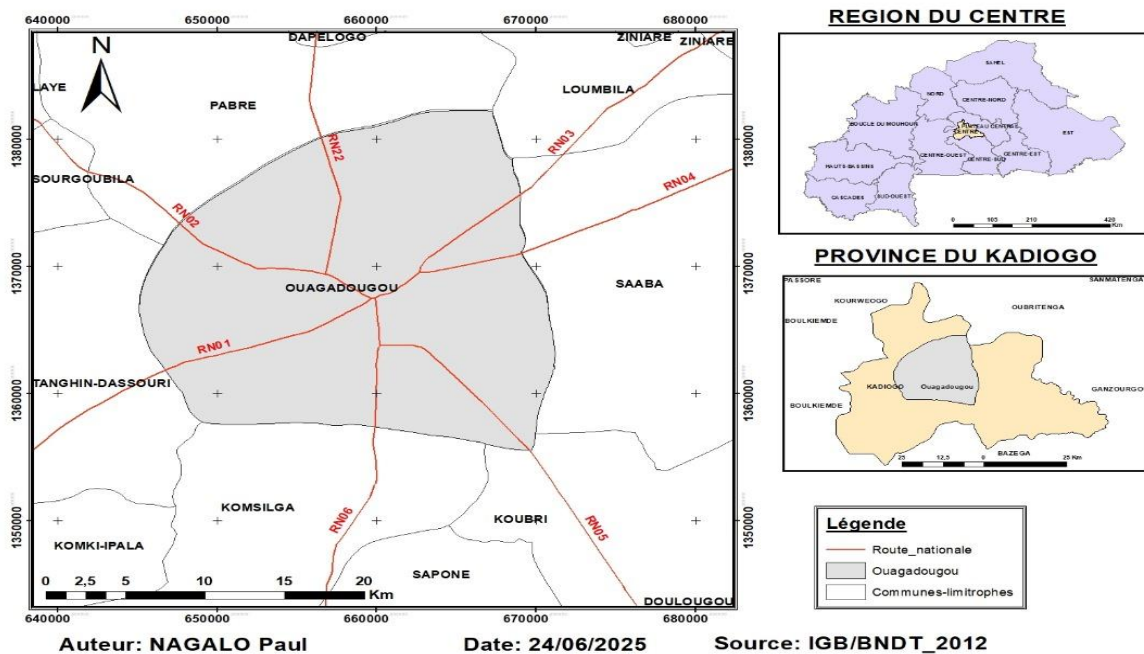 640000 650000 660000 670000 680000
N
DAPELOGO
ZINIARE
ZINIARE
LAYE
PABRE
LOUMBILA
1380000
1380000
RN22
RN03
SOURGOUBILA
RN04
RN02
1370000
1370000
OUAGADOUGOU
SAABA
RN01
TANGHIN-DASSOURI
1360000
1360000
KOMSILGA
KOUBRI
1350000
1350000
RN06
RN05
KOMKI-IPALA
SAPONE
0 2,5 5 10 15 20
Km
DOULOUGOU
640000 650000 660000 670000 680000
REGION DU CENTRE
SAHEL
NORD
CENTRE-NORD
BOUCLE DU MOUHOUN
CENTRE
EST
CENTRE-OUEST
CENTRE-SUD
CENTRE-EST
HAUTS-BASSINS
CASCADES
SUD-OUEST
0 105 210 420
Km
PROVINCE DU KADIOGO
PASSORE
SANMATENGA
KOURWEOGO
OUBRITENGA
BOULKIEMDE
KADIOGO
Ouagadougou
GANZOURGO
BOULKIEMDE
BAZEGA
25 12,5 0 25 Km
Légende
Route_nationale
Ouagadougou
Communes-limitrophes
Auteur: NAGALO Paul Date: 24/06/2025 Source: IGB/BNDT_2012